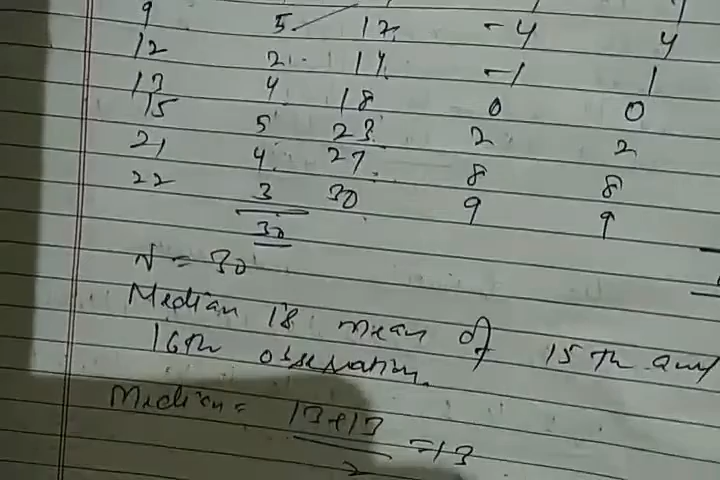 9 5 17 -4 4
12 2 14 -1 1
13 4 18 0 0
15 5 23 2 2
21 4 27 8 8
22 3 30 9 9
30
N = 30
Median is mean of 15th and
16th observation.
Median = 13+13 = 13
2